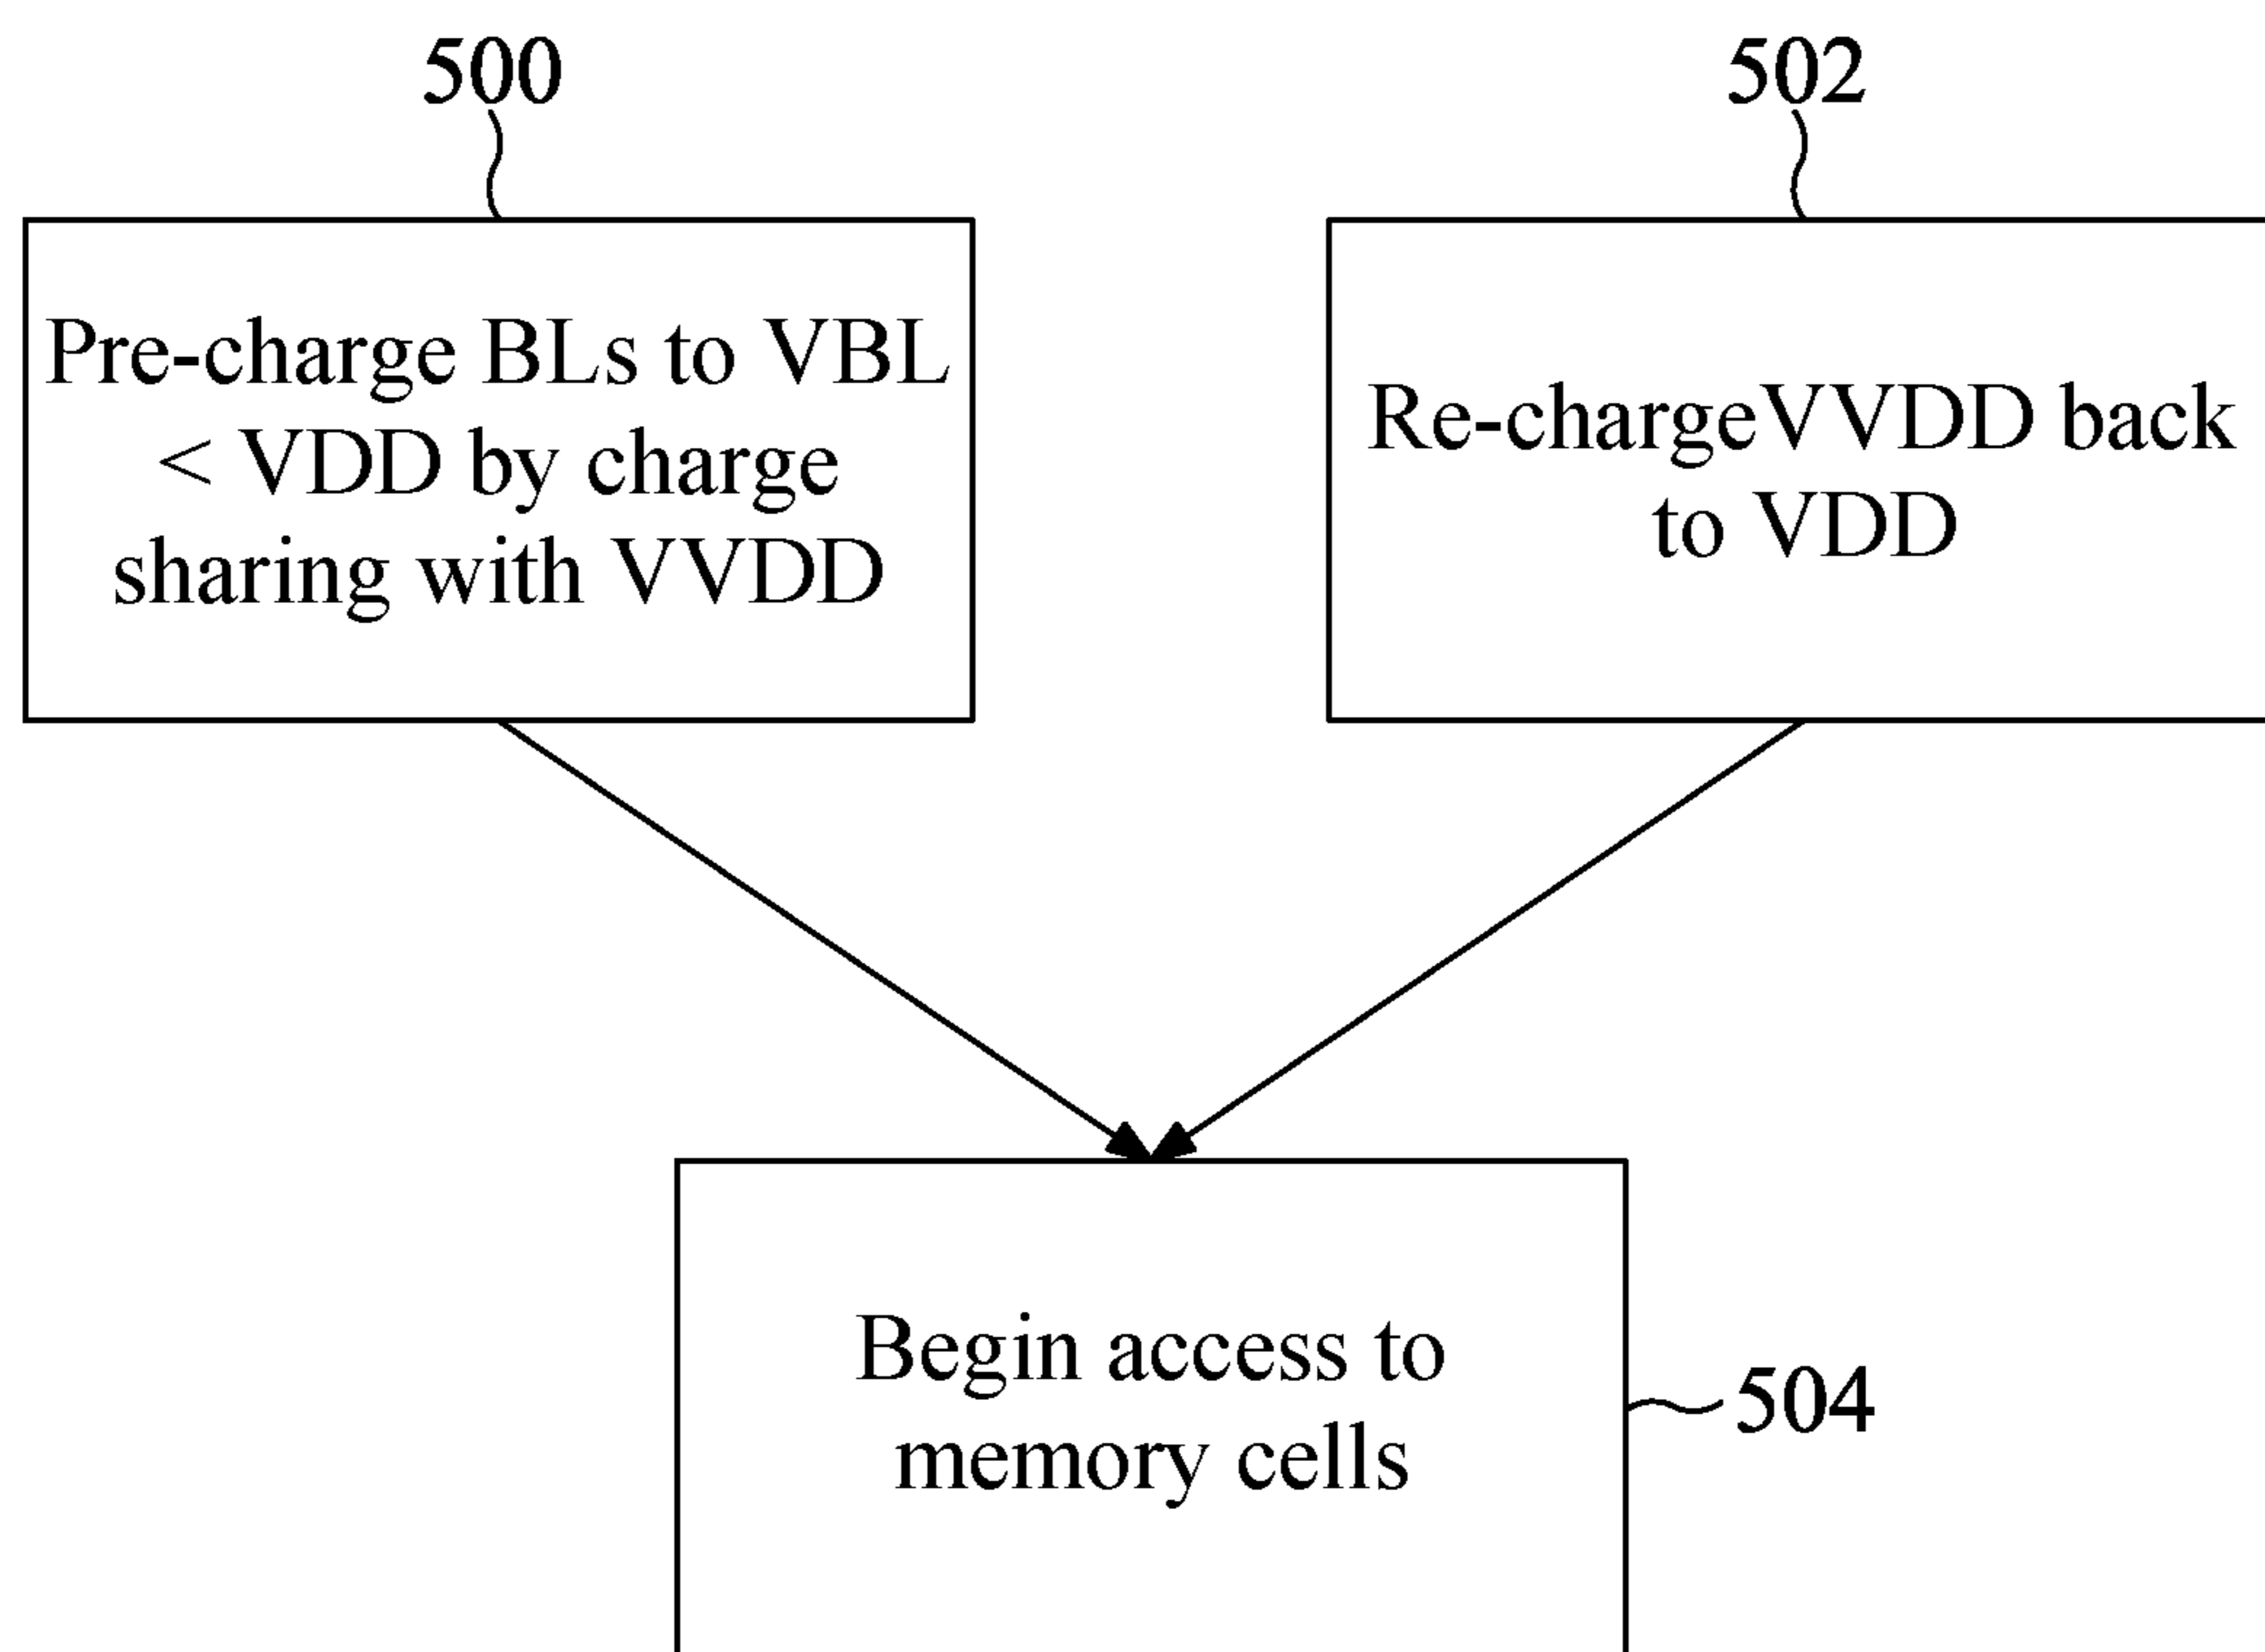 500
502
Pre-charge BLs to VBL
< VDD by charge
sharing with VVDD
Re-chargeVVDD back
to VDD
Begin access to
memory cells
504